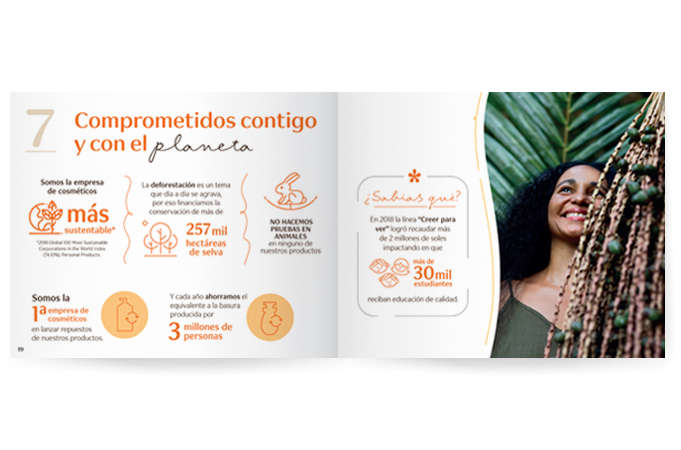 7
Comprometidos contigo
y con el planeta
Somos la empresa
de cosméticos
más
sustentable*
*2018 Global 100 Most Sustainable
Corporations in the World Index
(74.10%), Personal Products.
La deforestación es un tema
que día a día se agrava,
por eso financiamos la
conservación de más de
257 mil
hectáreas
de selva
NO HACEMOS
PRUEBAS EN
ANIMALES
en ninguno de
nuestros productos
Somos la
1a empresa de
cosméticos
en lanzar repuestos
de nuestros productos.
Y cada año ahorramos el
equivalente a la basura
producida por
3 millones de
personas
19
*
¿Sabías qué?
En 2018 la línea "Creer para
ver" logró recaudar más
de 2 millones de soles
impactando en que
más de
30 mil
estudiantes
reciban educación de calidad.